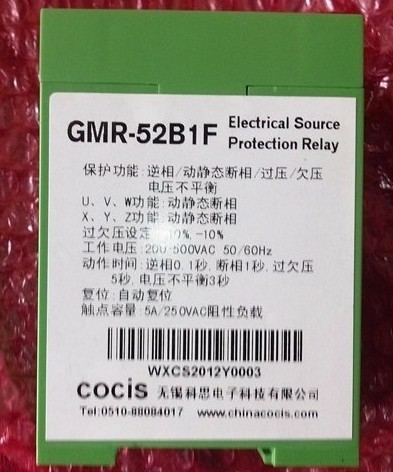 GMR-52B1F Electrical Source
Protection Relay
保护功能:逆相/动静态断相/过压/欠压
电压不平衡
U、V、W功能:动静态断相
X、Y、Z功能:动静态断相
过欠压设定:+10%,-10%
工作电压:200-500VAC 50/60Hz
动作时间:逆相0.1秒,断相1秒,过欠压
5秒,电压不平衡3秒
复位:自动复位
触点容量:5A/250VAC阻性负载
WXCS2012Y0003
COCIS 无锡科思电子科技有限公司
Tel:0510-88084017 www.chinacocis.com